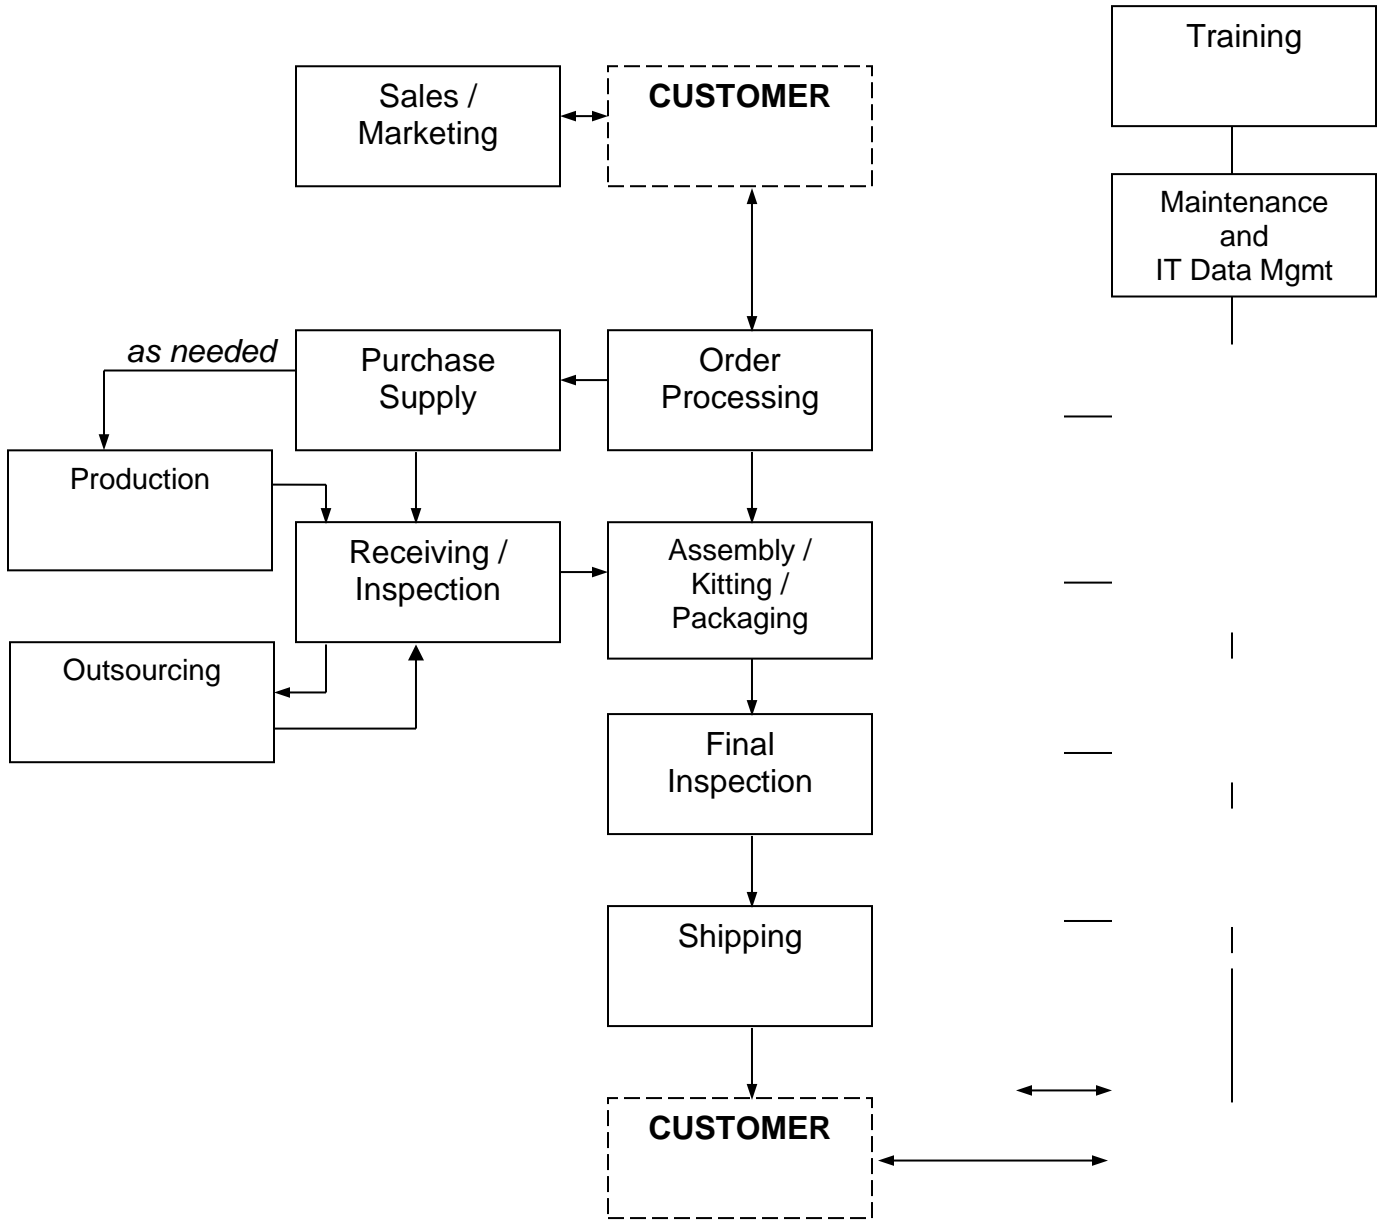 Training
Sales /
Marketing
CUSTOMER
Maintenance
and
IT Data Mgmt
as needed
Purchase
Supply
Order
Processing
Production
Receiving /
Inspection
Assembly /
Kitting /
Packaging
Outsourcing
Final
Inspection
Shipping
CUSTOMER